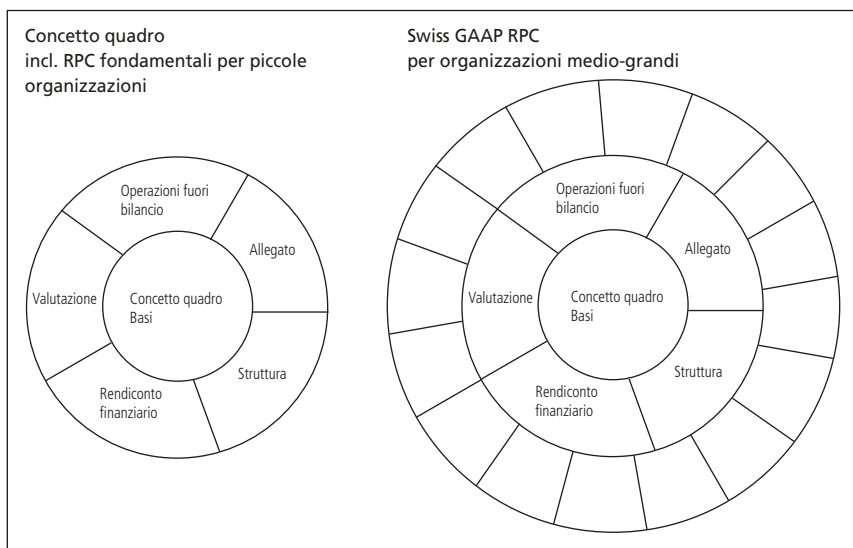 Concetto quadro
incl. RPC fondamentali per piccole
organizzazioni
Operazioni fuori
bilancio
Allegato
Valutazione
Concetto quadro
Basi
Struttura
Rendiconto
finanziario
Swiss GAAP RPC
per organizzazioni medio-grandi
Operazioni fuori
bilancio
Allegato
Valutazione
Concetto quadro
Basi
Struttura
Rendiconto
finanziario